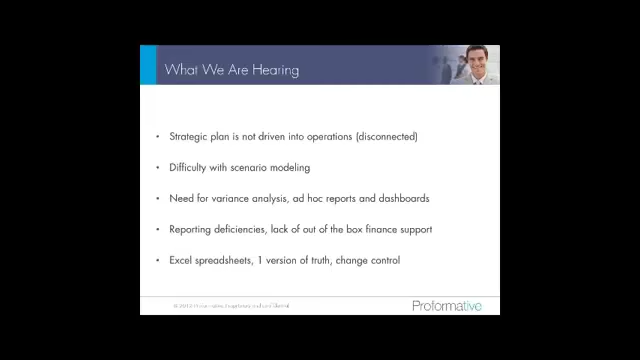 What We Are Hearing
• Strategic plan is not driven into operations (disconnected)
• Difficulty with scenario modeling
• Need for variance analysis, ad hoc reports and dashboards
• Reporting deficiencies, lack of out of the box finance support
• Excel spreadsheets, 1 version of truth, change control
Proformative